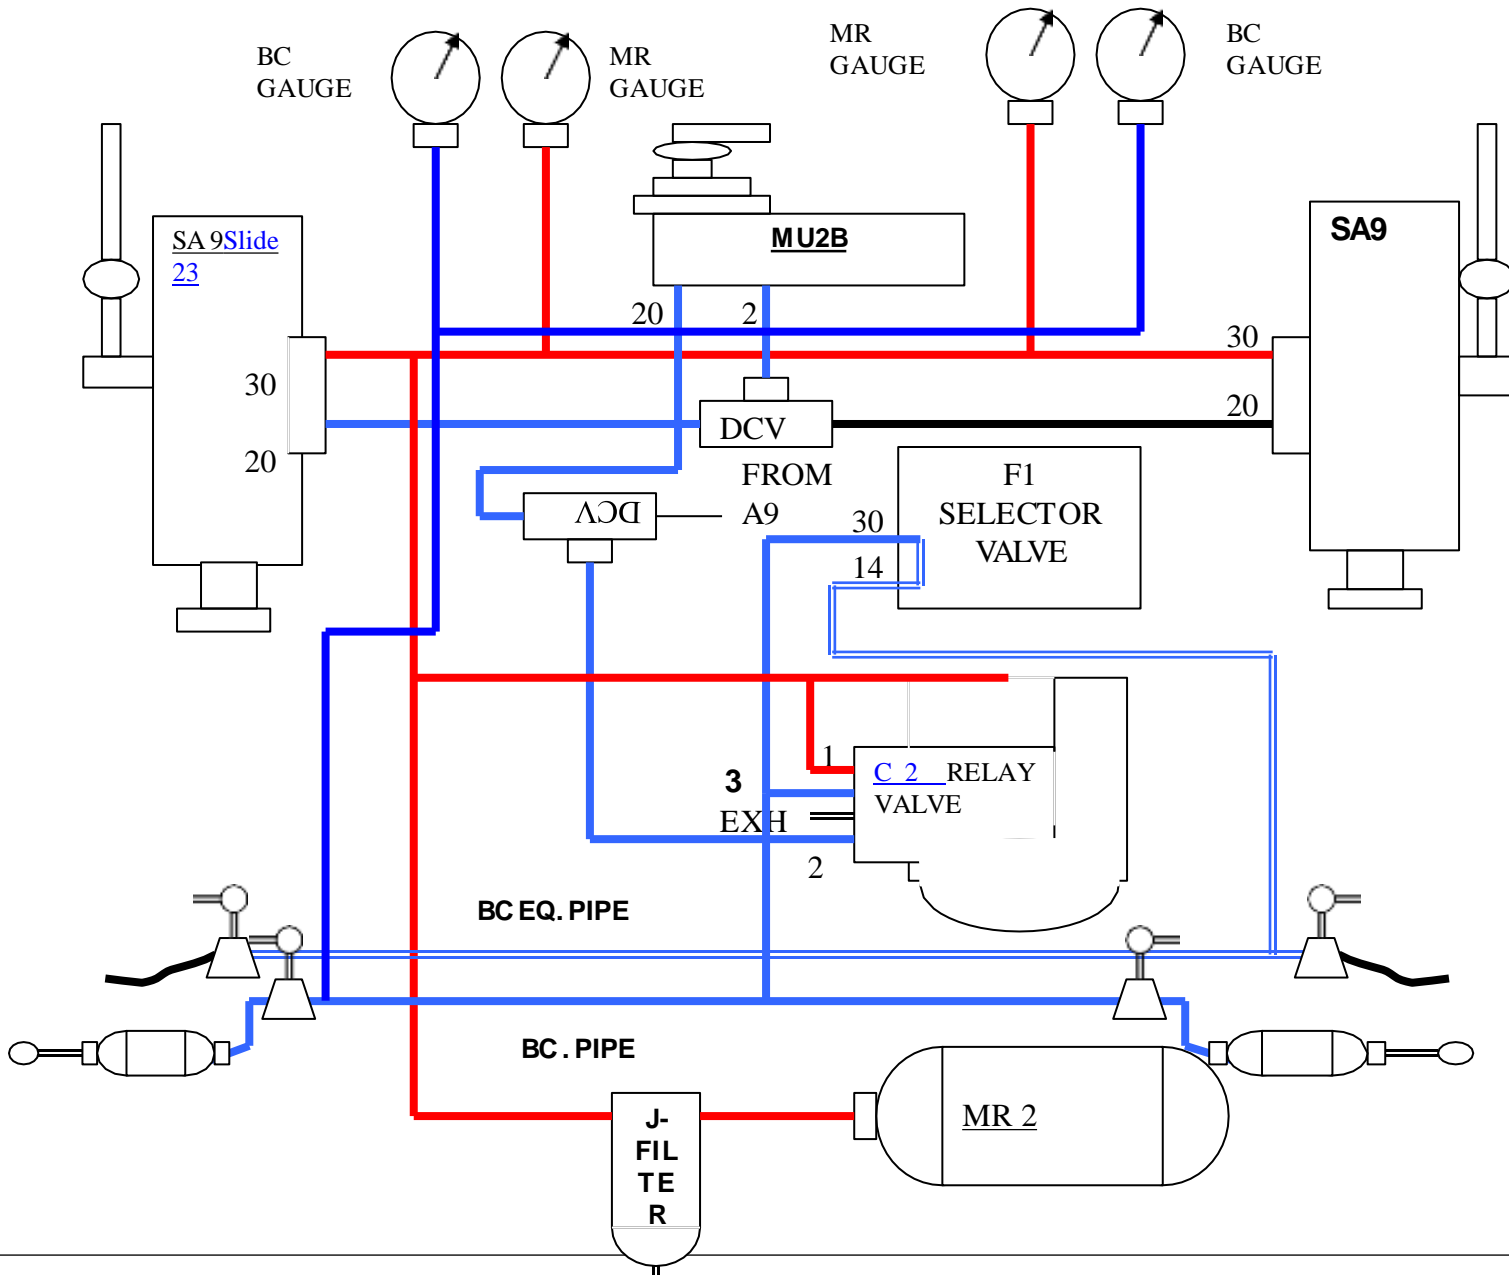 BC
GAUGE
MR
GAUGE
MR
GAUGE
BC
GAUGE
SA 9Slide
23
MU2B
SA9
20
2
30
20
30
20
DCV
FROM
A9
DCV
F1
SELECTOR
VALVE
30
14
1
3
EXH
2
C 2 RELAY
VALVE
BC EQ. PIPE
BC . PIPE
J-
FIL
TE
R
MR 2